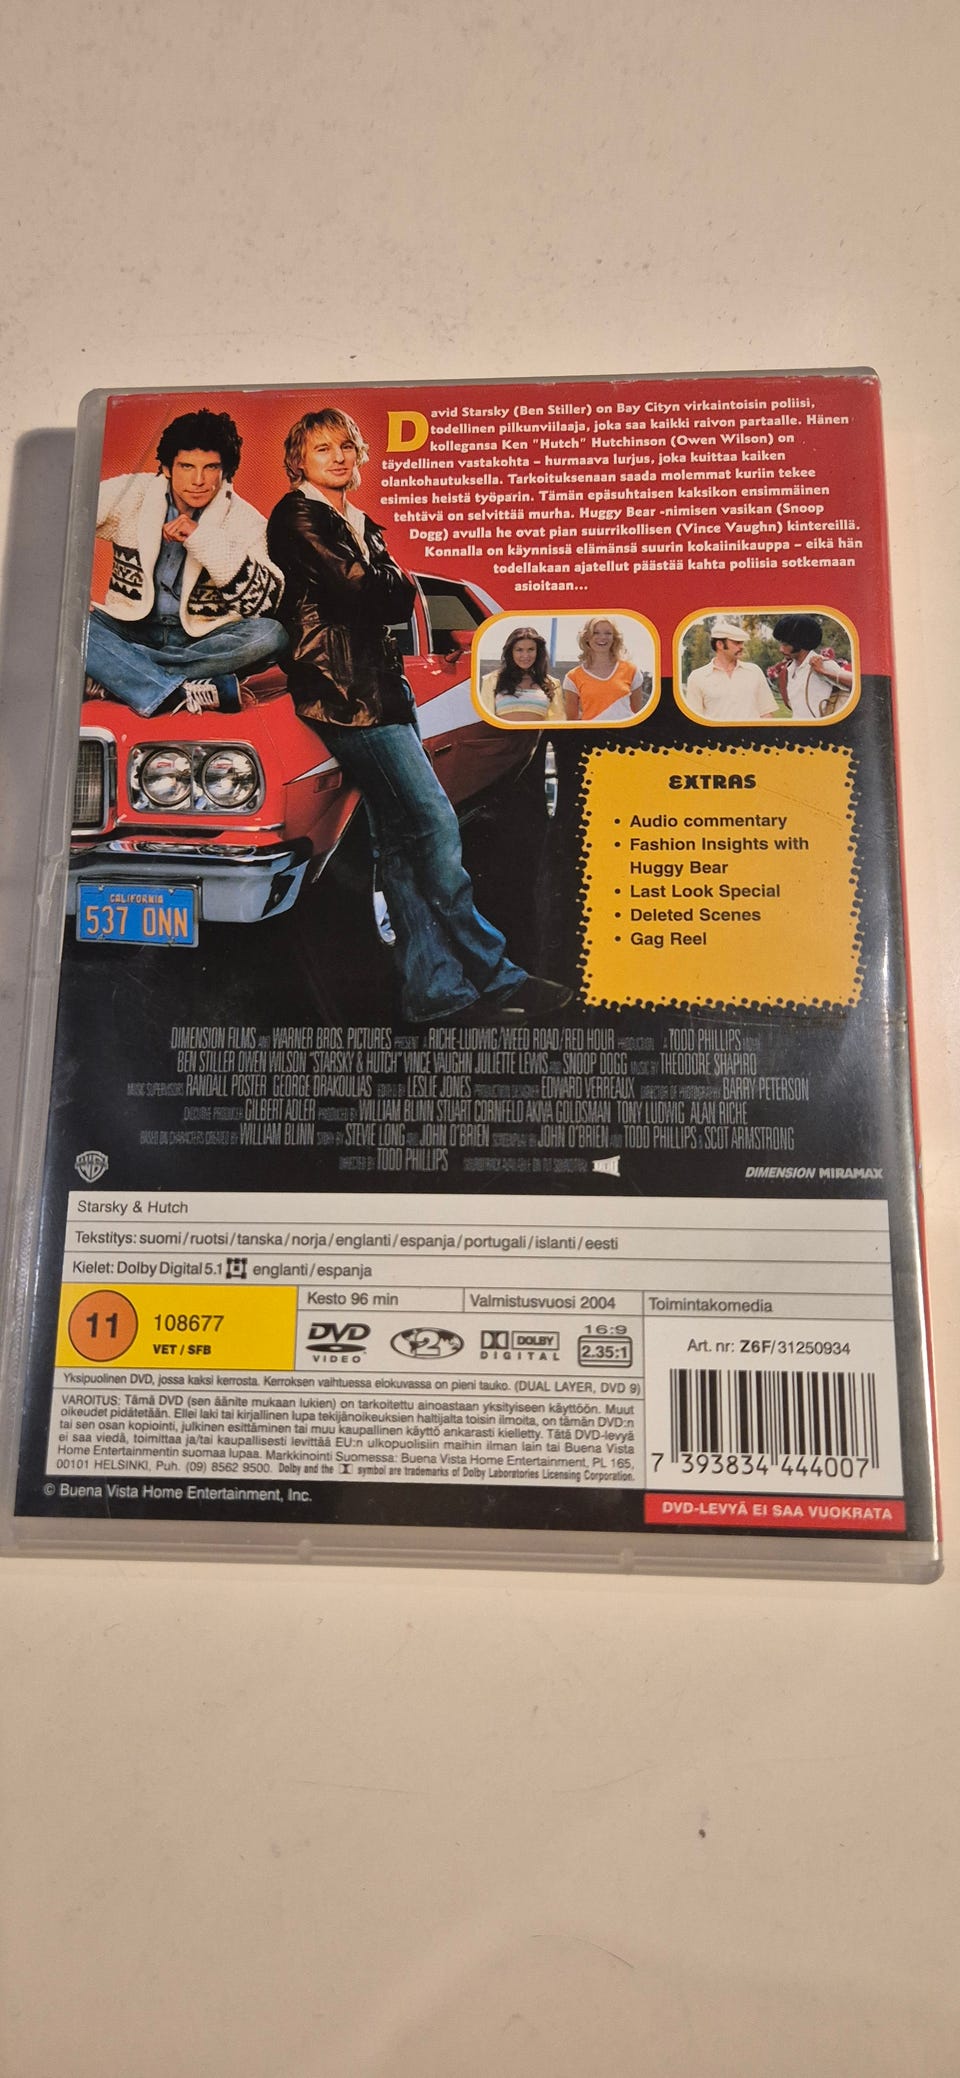 David Starsky (Ben Stiller) on Bay Cityn virkaintoisin poliisi,
todellinen pilkunviilaaja, joka saa kaikki raivon partaalle. Hänen
kollegansa Ken "Hutch" Hutchinson (Owen Wilson) on
täydellinen vastakohta – hurmaava lurjus, joka kuittaa kaiken
olankohautuksella. Tarkoituksenaan saada molemmat kuriin tekee
esimies heistä työparin. Tämän epäsuhtaisen kaksikon ensimmäinen
tehtävä on selvittää murha. Huggy Bear -nimisen vasikan (Snoop
Dogg) avulla he ovat pian suurrikollisen (Vince Vaughn) kintereillä.
Konnalla on käynnissä elämänsä suurin kokaiinikauppa – eikä hän
todellakaan ajatellut päästää kahta poliisia sotkemaan
asioitaan...
EXTRAS
• Audio commentary
• Fashion Insights with
Huggy Bear
• Last Look Special
• Deleted Scenes
• Gag Reel
CALIFORNIA
537 ONN
DIMENSION FILMS AND WARNER BROS. PICTURES PRESENT A RICHE-LUDWIG/WEED ROAD/RED HOUR PRODUCTION A TODD PHILLIPS
BEN STILLER OWEN WILSON "STARSKY & HUTCH" VINCE VAUGHN JULIETTE LEWIS AND SNOOP DOGG MUSIC BY THEODORE SHAPIRO
MUSIC SUPERVISORS RANDALL POSTER GEORGE DRAKOULIAS EDITED BY LESLIE JONES PRODUCTION DESIGNER EDWARD VERREAUX DIRECTOR OF PHOTOGRAPHY BARRY PETERSON
EXECUTIVE PRODUCER GILBERT ADLER PRODUCED BY WILLIAM BLINN STUART CORNFELD AKIVA GOLDSMAN TONY LUDWIG ALAN RICHE
BASED ON CHARACTERS CREATED BY WILLIAM BLINN STORY BY STEVIE LONG AND JOHN O'BRIEN SCREENPLAY BY JOHN O'BRIEN AND TODD PHILLIPS & SCOT ARMSTRONG
DIRECTED BY TODD PHILLIPS SOUNDTRACK AVAILABLE ON
WB
DIMENSION MIRAMAX
Starsky & Hutch
Tekstitys: suomi/ruotsi/tanska/norja/englanti/espanja/portugali/islanti/eesti
Kielet: Dolby Digital 5.1 englanti/espanja
11
108677
VET / SFB
Kesto 96 min
Valmistusvuosi 2004
Toimintakomedia
DVD
VIDEO
2
DOLBY
DIGITAL
16:9
2.35:1
Art. nr: Z6F/31250934
Yksipuolinen DVD, jossa kaksi kerrosta. Kerroksen vaihtuessa elokuvassa on pieni tauko. (DUAL LAYER, DVD 9)
VAROITUS: Tämä DVD (sen äänite mukaan lukien) on tarkoitettu ainoastaan yksityiseen käyttöön. Muut
oikeudet pidätetään. Ellei laki tai kirjallinen lupa tekijänoikeuksien haltijalta toisin ilmoita, on tämän DVD:n
tai sen osan kopiointi, julkinen esittäminen tai muu kaupallinen käyttö ankarasti kielletty. Tätä DVD-levyä
ei saa viedä, toimittaa ja/tai kaupallisesti levittää EU:n ulkopuolisiin maihin ilman lain tai Buena Vista
Home Entertainmentin suomaa lupaa. Markkinointi Suomessa: Buena Vista Home Entertainment, PL 165,
00101 HELSINKI, Puh. (09) 8562 9500. Dolby and the symbol are trademarks of Dolby Laboratories Licensing Corporation.
7 393834 444007
© Buena Vista Home Entertainment, Inc.
DVD-LEVYÄ EI SAA VUOKRATA